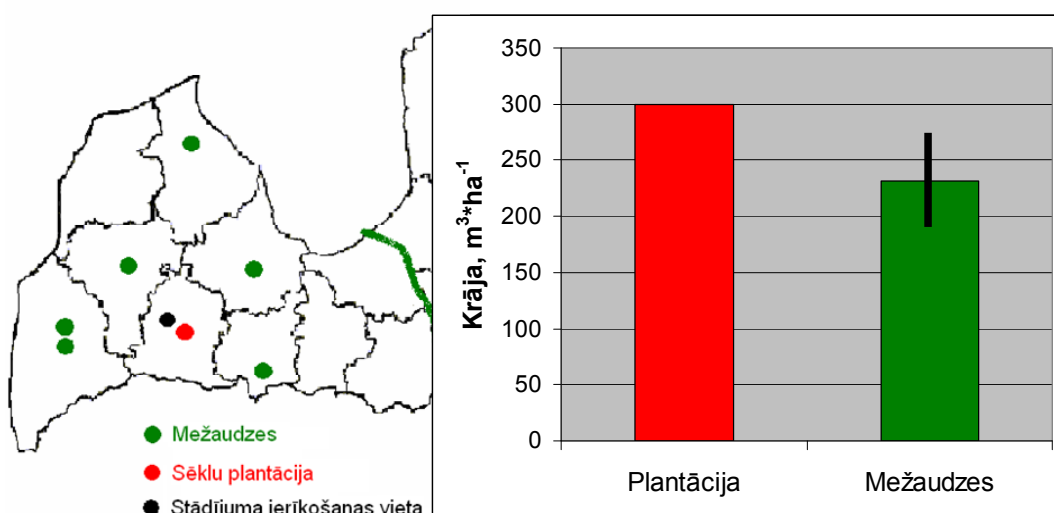 Mežaudzes
Sēklu plantācija
Stādījuma ierīkošanas vieta
Krāja, m³*ha⁻¹
350
300
250
200
150
100
50
0
Plantācija
Mežaudzes